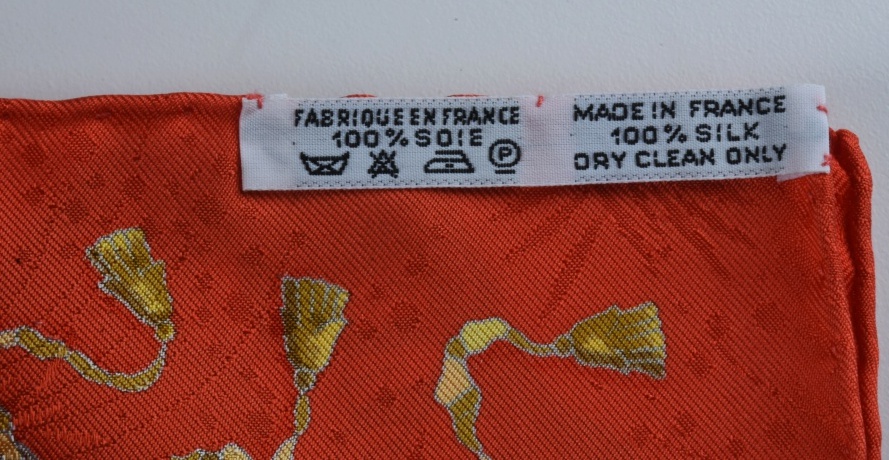 FABRIQUE EN FRANCE
100% SOIE
P
MADE IN FRANCE
100% SILK
DRY CLEAN ONLY